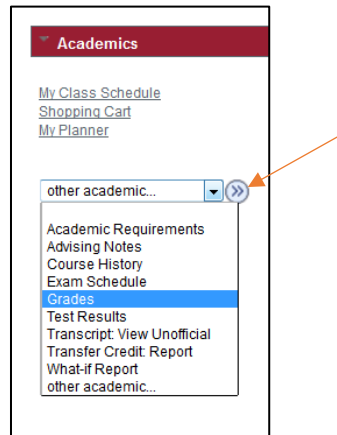 Academics
My Class Schedule
Shopping Cart
My Planner
other academic...
Academic Requirements
Advising Notes
Course History
Exam Schedule
Grades
Test Results
Transcript: View Unofficial
Transfer Credit: Report
What-if Report
other academic...